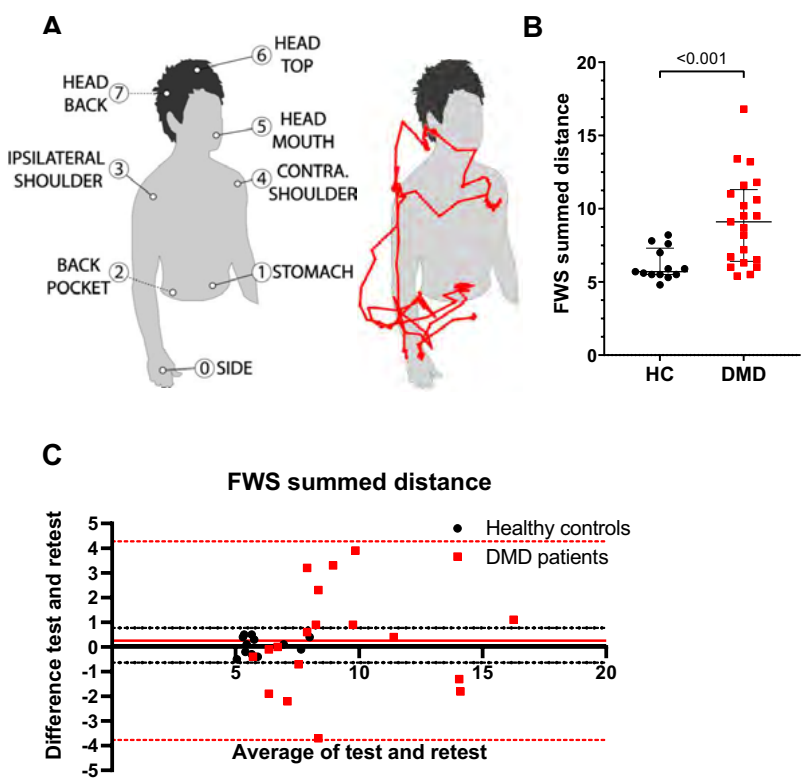 A
6 HEAD
TOP
HEAD 7
BACK
5 HEAD
MOUTH
IPSILATERAL 3
SHOULDER
4 CONTRA.
SHOULDER
BACK 2
POCKET
1 STOMACH
0 SIDE
B
<0.001
FWS summed distance
20
15
10
5
0
HC DMD
C
FWS summed distance
Healthy controls
DMD patients
Difference test and retest
5
4
3
2
1
0
-1
-2
-3
-4
-5
5 10 15 20
Average of test and retest